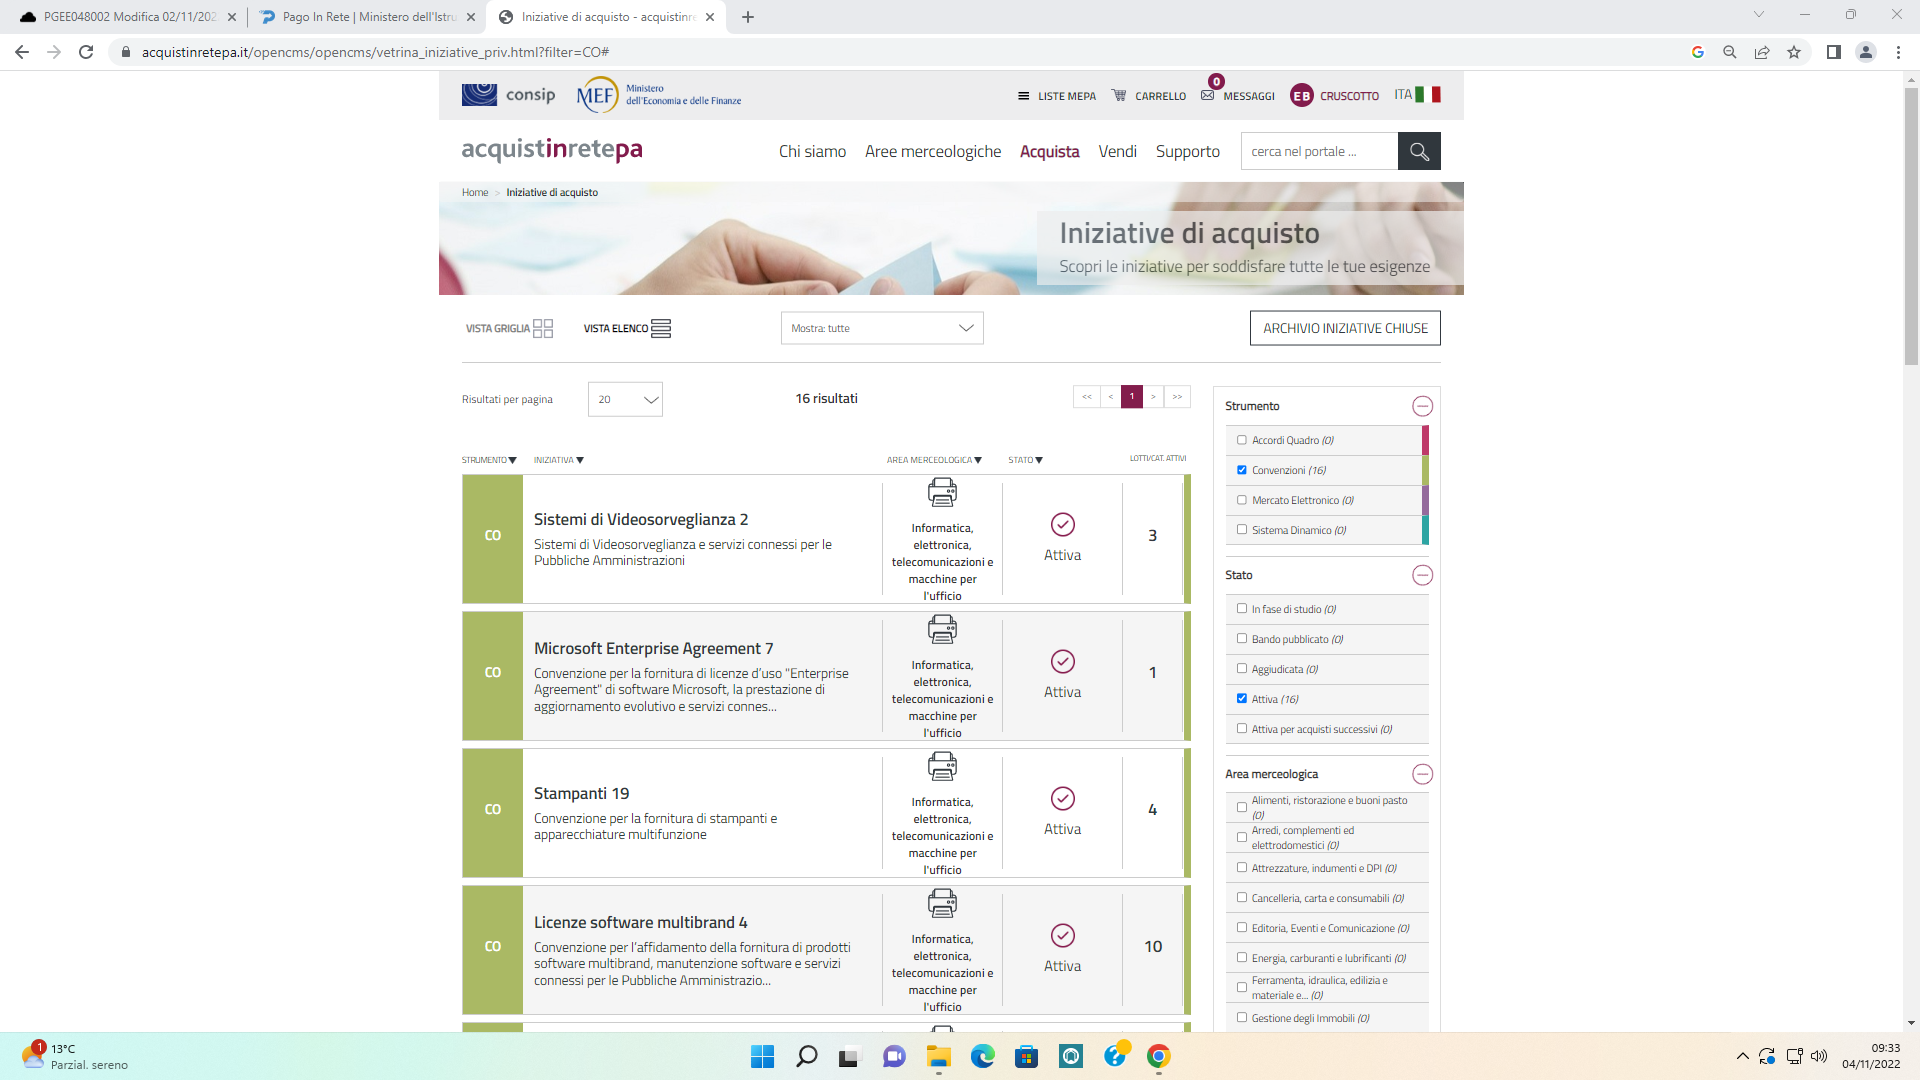 PGEE048002 Modifica 02/11/202
Pago In Rete | Ministero dell'Istru
Iniziative di acquisto - acquistinre
acquistinretepa.it/opencms/opencms/vetrina_iniziative_priv.html?filter=CO#
consip
MEF Ministero
dell'Economia e delle Finanze
LISTE MEPA
CARRELLO
0
MESSAGGI
EB CRUSCOTTO
ITA
acquistinretepa
Chi siamo
Aree merceologiche
Acquista
Vendi
Supporto
cerca nel portale ...
Home > Iniziative di acquisto
Iniziative di acquisto
Scopri le iniziative per soddisfare tutte le tue esigenze
VISTA GRIGLIA
VISTA ELENCO
Mostra: tutte
ARCHIVIO INIZIATIVE CHIUSE
Risultati per pagina
20
16 risultati
<< < 1 > >>
STRUMENTO▼ INIZIATIVA▼ AREA MERCEOLOGICA▼ STATO▼ LOTTI/CAT. ATTIVI
CO
Sistemi di Videosorveglianza 2
Sistemi di Videosorveglianza e servizi connessi per le
Pubbliche Amministrazioni
Informatica,
elettronica,
telecomunicazioni e
macchine per
l'ufficio
Attiva
3
CO
Microsoft Enterprise Agreement 7
Convenzione per la fornitura di licenze d’uso “Enterprise
Agreement” di software Microsoft, la prestazione di
aggiornamento evolutivo e servizi connes...
Informatica,
elettronica,
telecomunicazioni e
macchine per
l'ufficio
Attiva
1
CO
Stampanti 19
Convenzione per la fornitura di stampanti e
apparecchiature multifunzione
Informatica,
elettronica,
telecomunicazioni e
macchine per
l'ufficio
Attiva
4
CO
Licenze software multibrand 4
Convenzione per l’affidamento della fornitura di prodotti
software multibrand, manutenzione software e servizi
connessi per le Pubbliche Amministrazio...
Informatica,
elettronica,
telecomunicazioni e
macchine per
l'ufficio
Attiva
10
Strumento
Accordi Quadro (0)
Convenzioni (16)
Mercato Elettronico (0)
Sistema Dinamico (0)
Stato
In fase di studio (0)
Bando pubblicato (0)
Aggiudicata (0)
Attiva (16)
Attiva per acquisti successivi (0)
Area merceologica
Alimenti, ristorazione e buoni pasto
(0)
Arredi, complementi ed
elettrodomestici (0)
Attrezzature, indumenti e DPI (0)
Cancelleria, carta e consumabili (0)
Editoria, Eventi e Comunicazione (0)
Energia, carburanti e lubrificanti (0)
Ferramenta, idraulica, edilizia e
materiale e... (0)
Gestione degli Immobili (0)
1
13°C
Parzial. sereno
09:33
04/11/2022